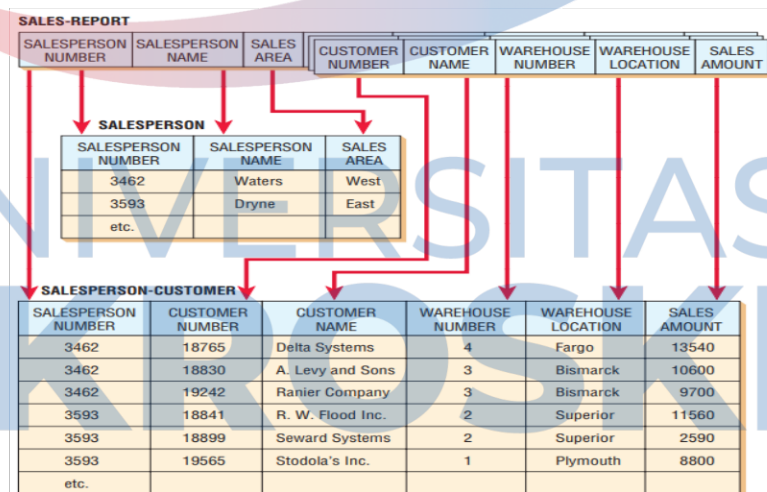 SALES-REPORT
SALESPERSON NUMBER SALESPERSON NAME SALES AREA CUSTOMER NUMBER CUSTOMER NAME WAREHOUSE NUMBER WAREHOUSE LOCATION SALES AMOUNT
SALESPERSON
SALESPERSON NUMBER SALESPERSON NAME SALES AREA
3462 Waters West
3593 Dryne East
etc.
NIVERSITAS
SALESPERSON-CUSTOMER
SALESPERSON NUMBER CUSTOMER NUMBER CUSTOMER NAME WAREHOUSE NUMBER WAREHOUSE LOCATION SALES AMOUNT
3462 18765 Delta Systems 4 Fargo 13540
3462 18830 A. Levy and Sons 3 Bismarck 10600
3462 19242 Ranier Company 3 Bismarck 9700
3593 18841 R. W. Flood Inc. 2 Superior 11560
3593 18899 Seward Systems 2 Superior 2590
3593 19565 Stodola's Inc. 1 Plymouth 8800
etc.
KROSKI